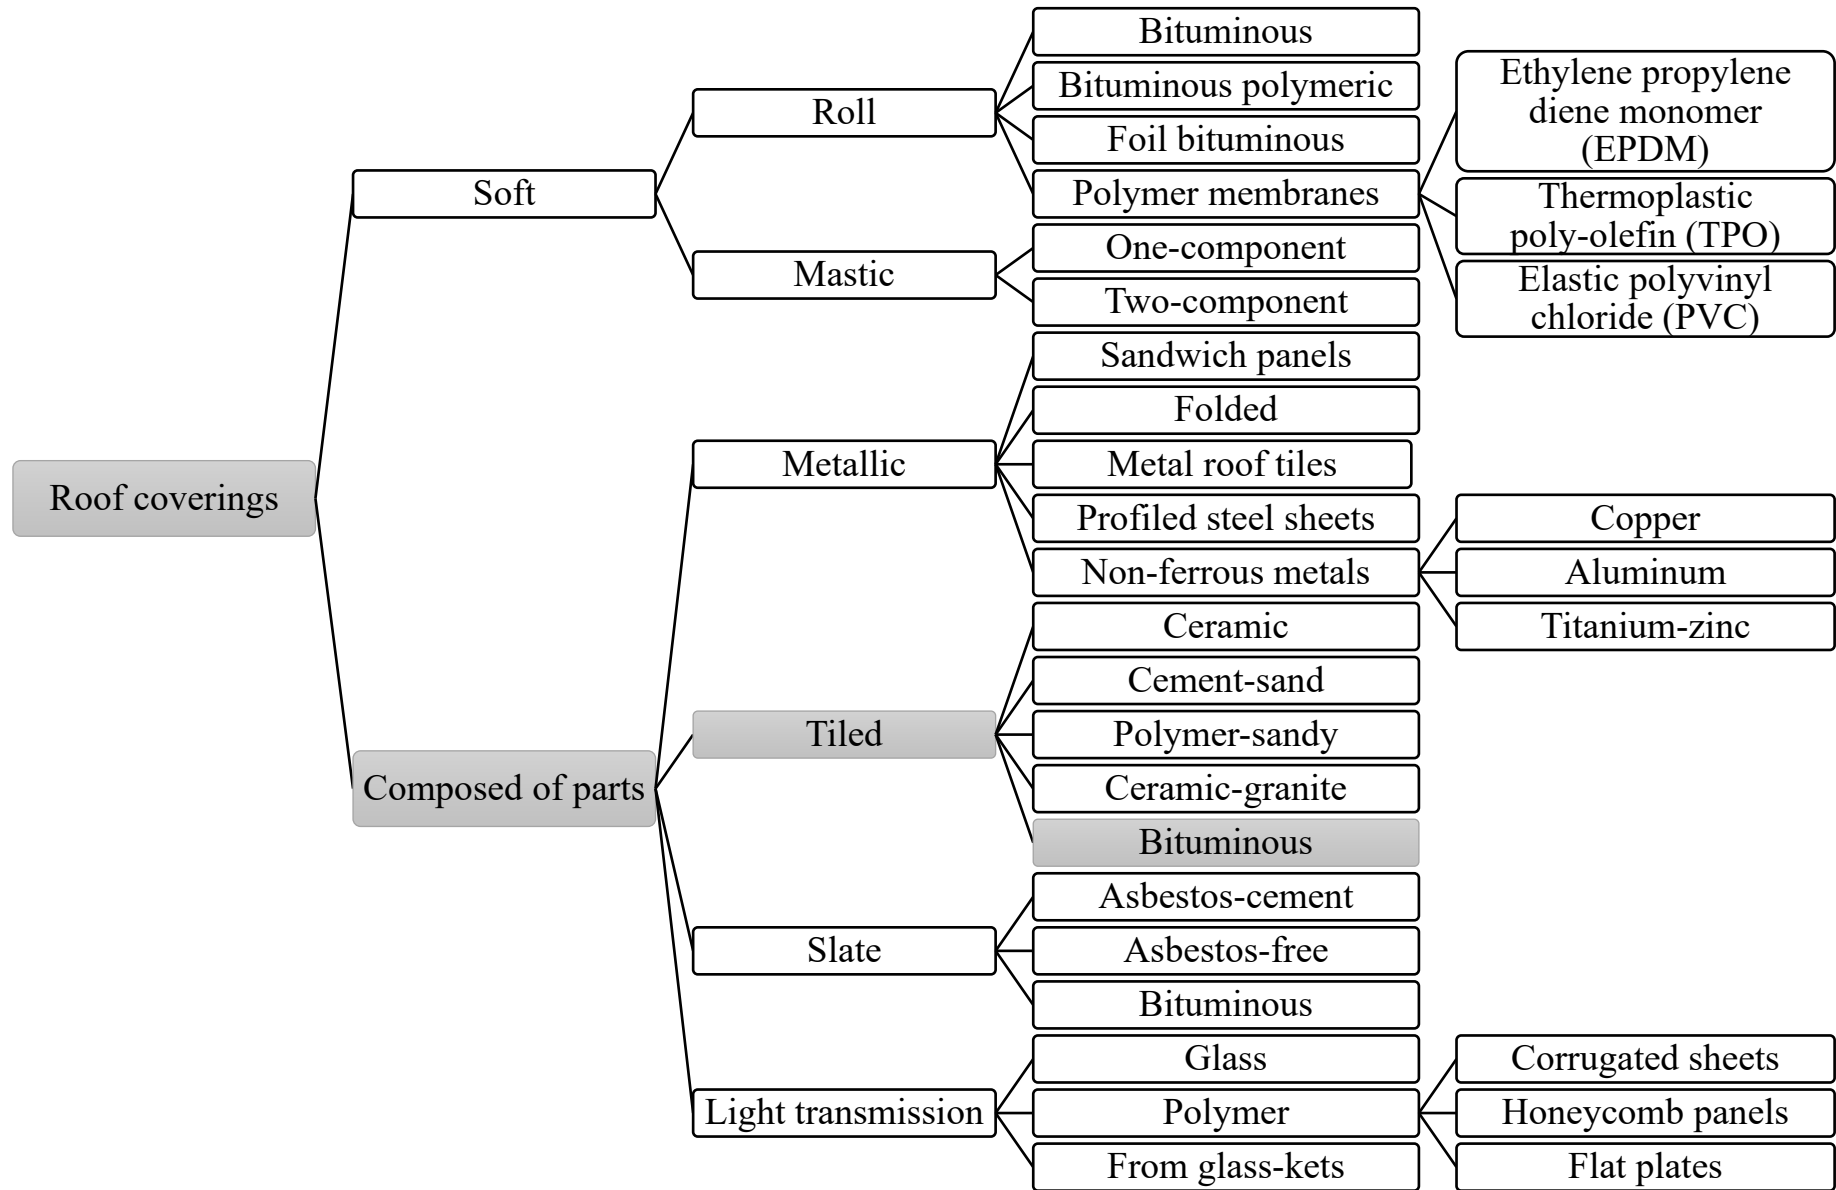 Roof coverings
Soft
Roll
Bituminous
Bituminous polymeric
Foil bituminous
Polymer membranes
Ethylene propylene
diene monomer
(EPDM)
Thermoplastic
poly-olefin (TPO)
Elastic polyvinyl
chloride (PVC)
Mastic
One-component
Two-component
Composed of parts
Metallic
Sandwich panels
Folded
Metal roof tiles
Profiled steel sheets
Non-ferrous metals
Copper
Aluminum
Titanium-zinc
Tiled
Ceramic
Cement-sand
Polymer-sandy
Ceramic-granite
Bituminous
Slate
Asbestos-cement
Asbestos-free
Bituminous
Light transmission
Glass
Polymer
Corrugated sheets
Honeycomb panels
Flat plates
From glass-kets